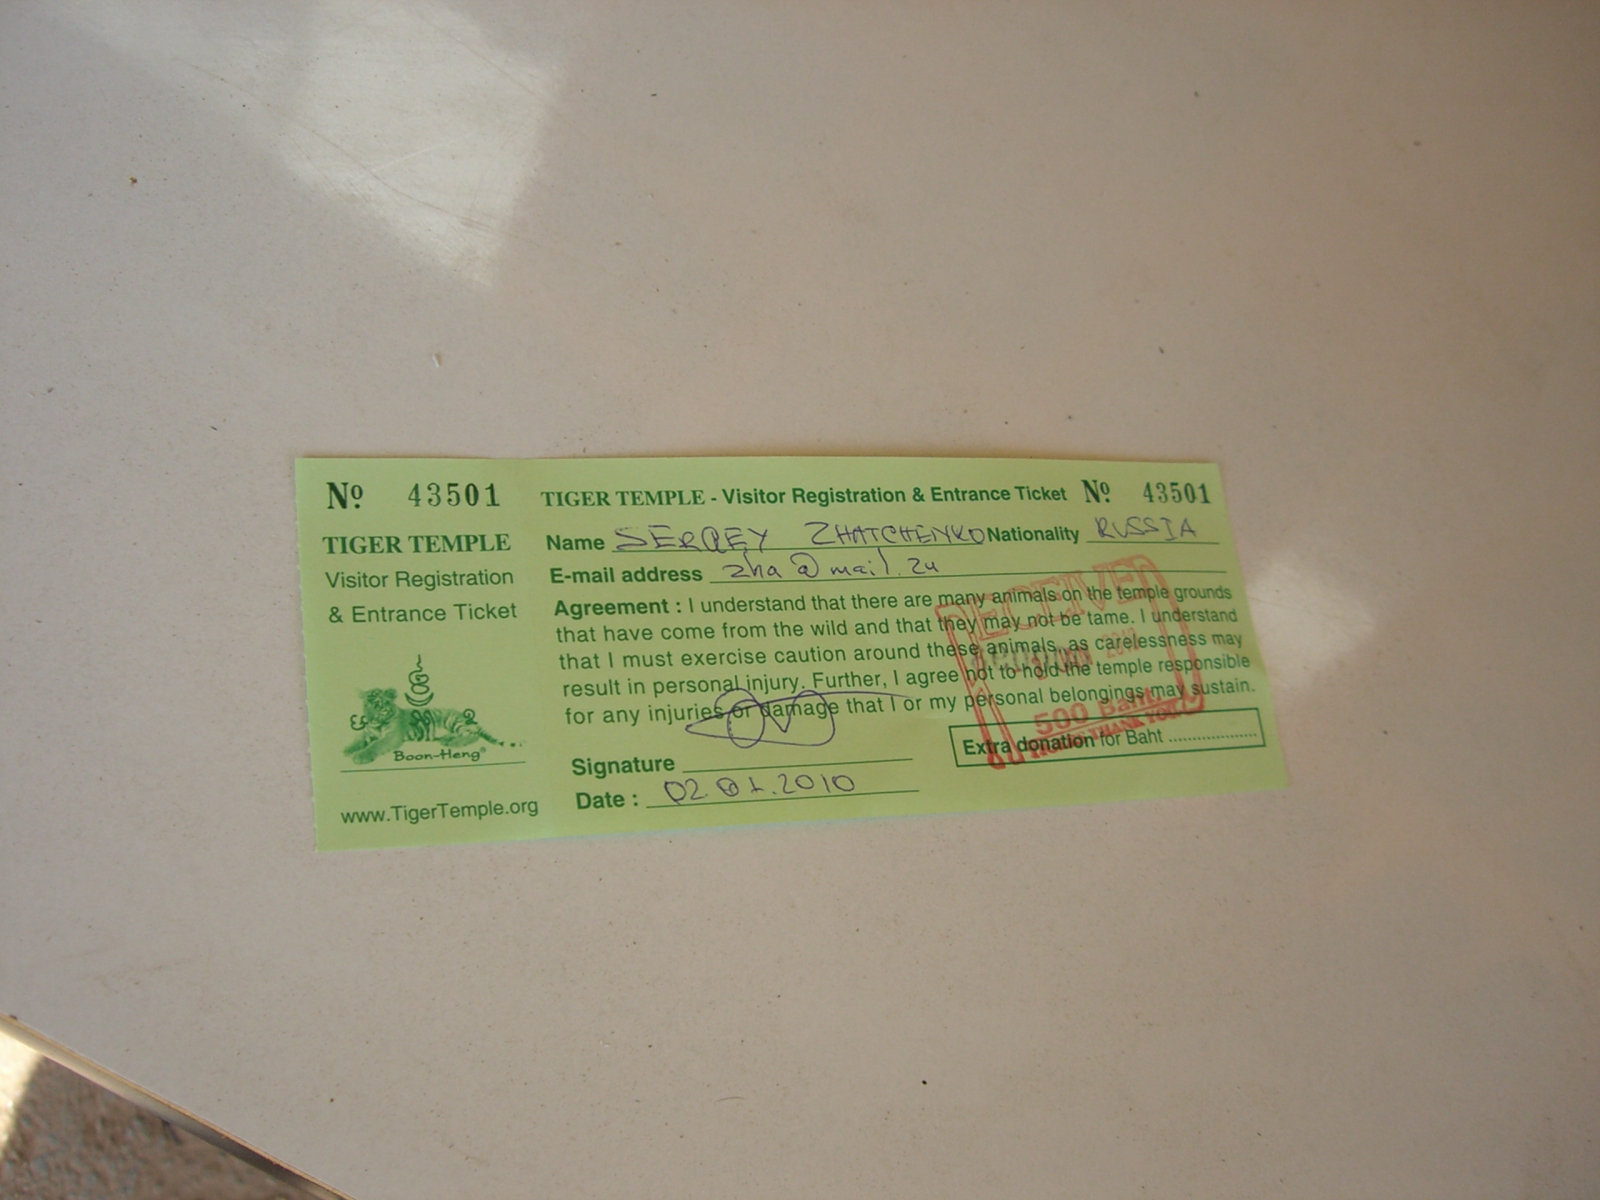 Nº 43501
TIGER TEMPLE
Visitor Registration
& Entrance Ticket
Boon-Heng®
www.TigerTemple.org
TIGER TEMPLE - Visitor Registration & Entrance Ticket Nº 43501
Name SERGEY ZHATCHENKO Nationality RUSSIA
E-mail address zha@mail.ru
Agreement : I understand that there are many animals on the temple grounds
that have come from the wild and that they may not be tame. I understand
that I must exercise caution around these animals, as carelessness may
result in personal injury. Further, I agree not to hold the temple responsible
for any injuries or damage that I or my personal belongings may sustain.
RECEIVED
500 Baht
THANK YOU
Extra donation for Baht ...................
Signature
Date : 02.01.2010